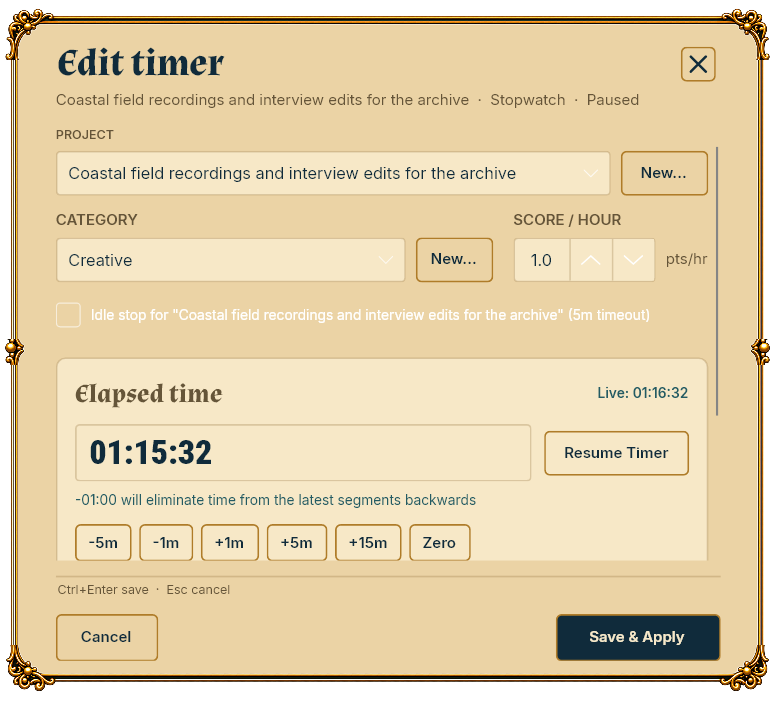 Edit timer
Coastal field recordings and interview edits for the archive · Stopwatch · Paused
PROJECT
Coastal field recordings and interview edits for the archive
New...
CATEGORY
SCORE / HOUR
Creative
New...
1.0
pts/hr
Idle stop for "Coastal field recordings and interview edits for the archive" (5m timeout)
Elapsed time
Live: 01:16:32
01:15:32
Resume Timer
-01:00 will eliminate time from the latest segments backwards
-5m
-1m
+1m
+5m
+15m
Zero
Ctrl+Enter save · Esc cancel
Cancel
Save & Apply